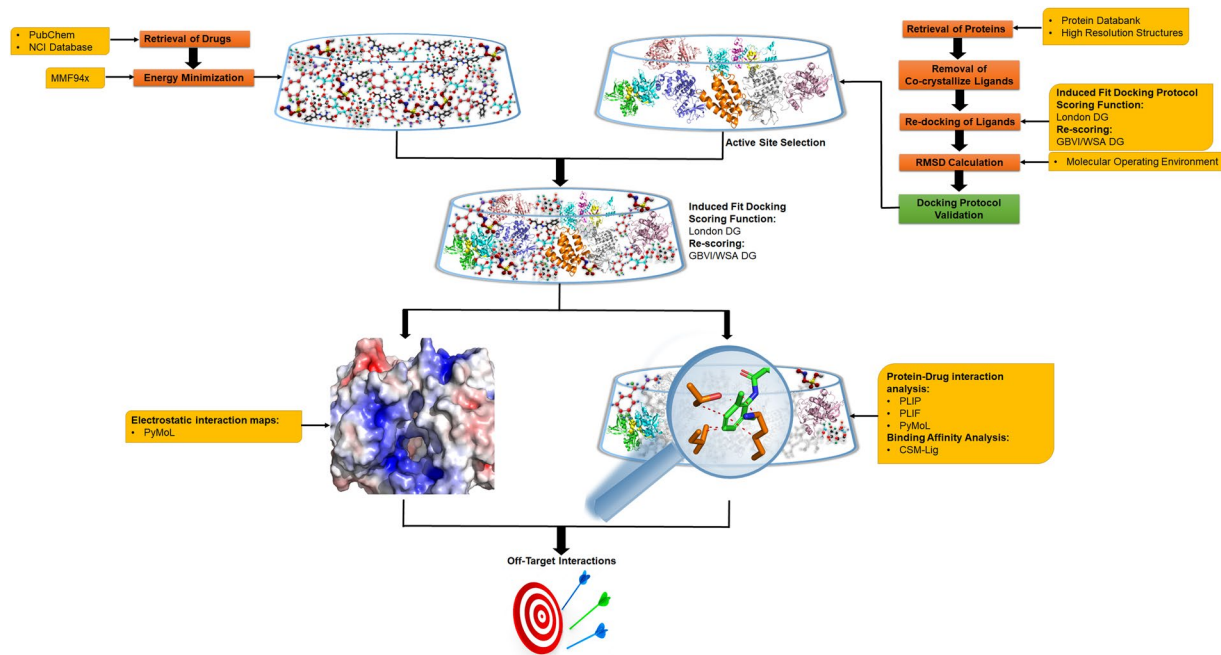 • PubChem
• NCI Database
Retrieval of Drugs
MMF94x
Energy Minimization
Retrieval of Proteins
• Protein Databank
• High Resolution Structures
Removal of
Co-crystallize Ligands
Re-docking of Ligands
Induced Fit Docking Protocol
Scoring Function:
London DG
Re-scoring:
GBVI/WSA DG
RMSD Calculation
• Molecular Operating Environment
Docking Protocol
Validation
Active Site Selection
Induced Fit Docking
Scoring Function:
London DG
Re-scoring:
GBVI/WSA DG
Electrostatic interaction maps:
• PyMoL
Protein-Drug interaction
analysis:
• PLIP
• PLIF
• PyMoL
Binding Affinity Analysis:
• CSM-Lig
Off-Target Interactions